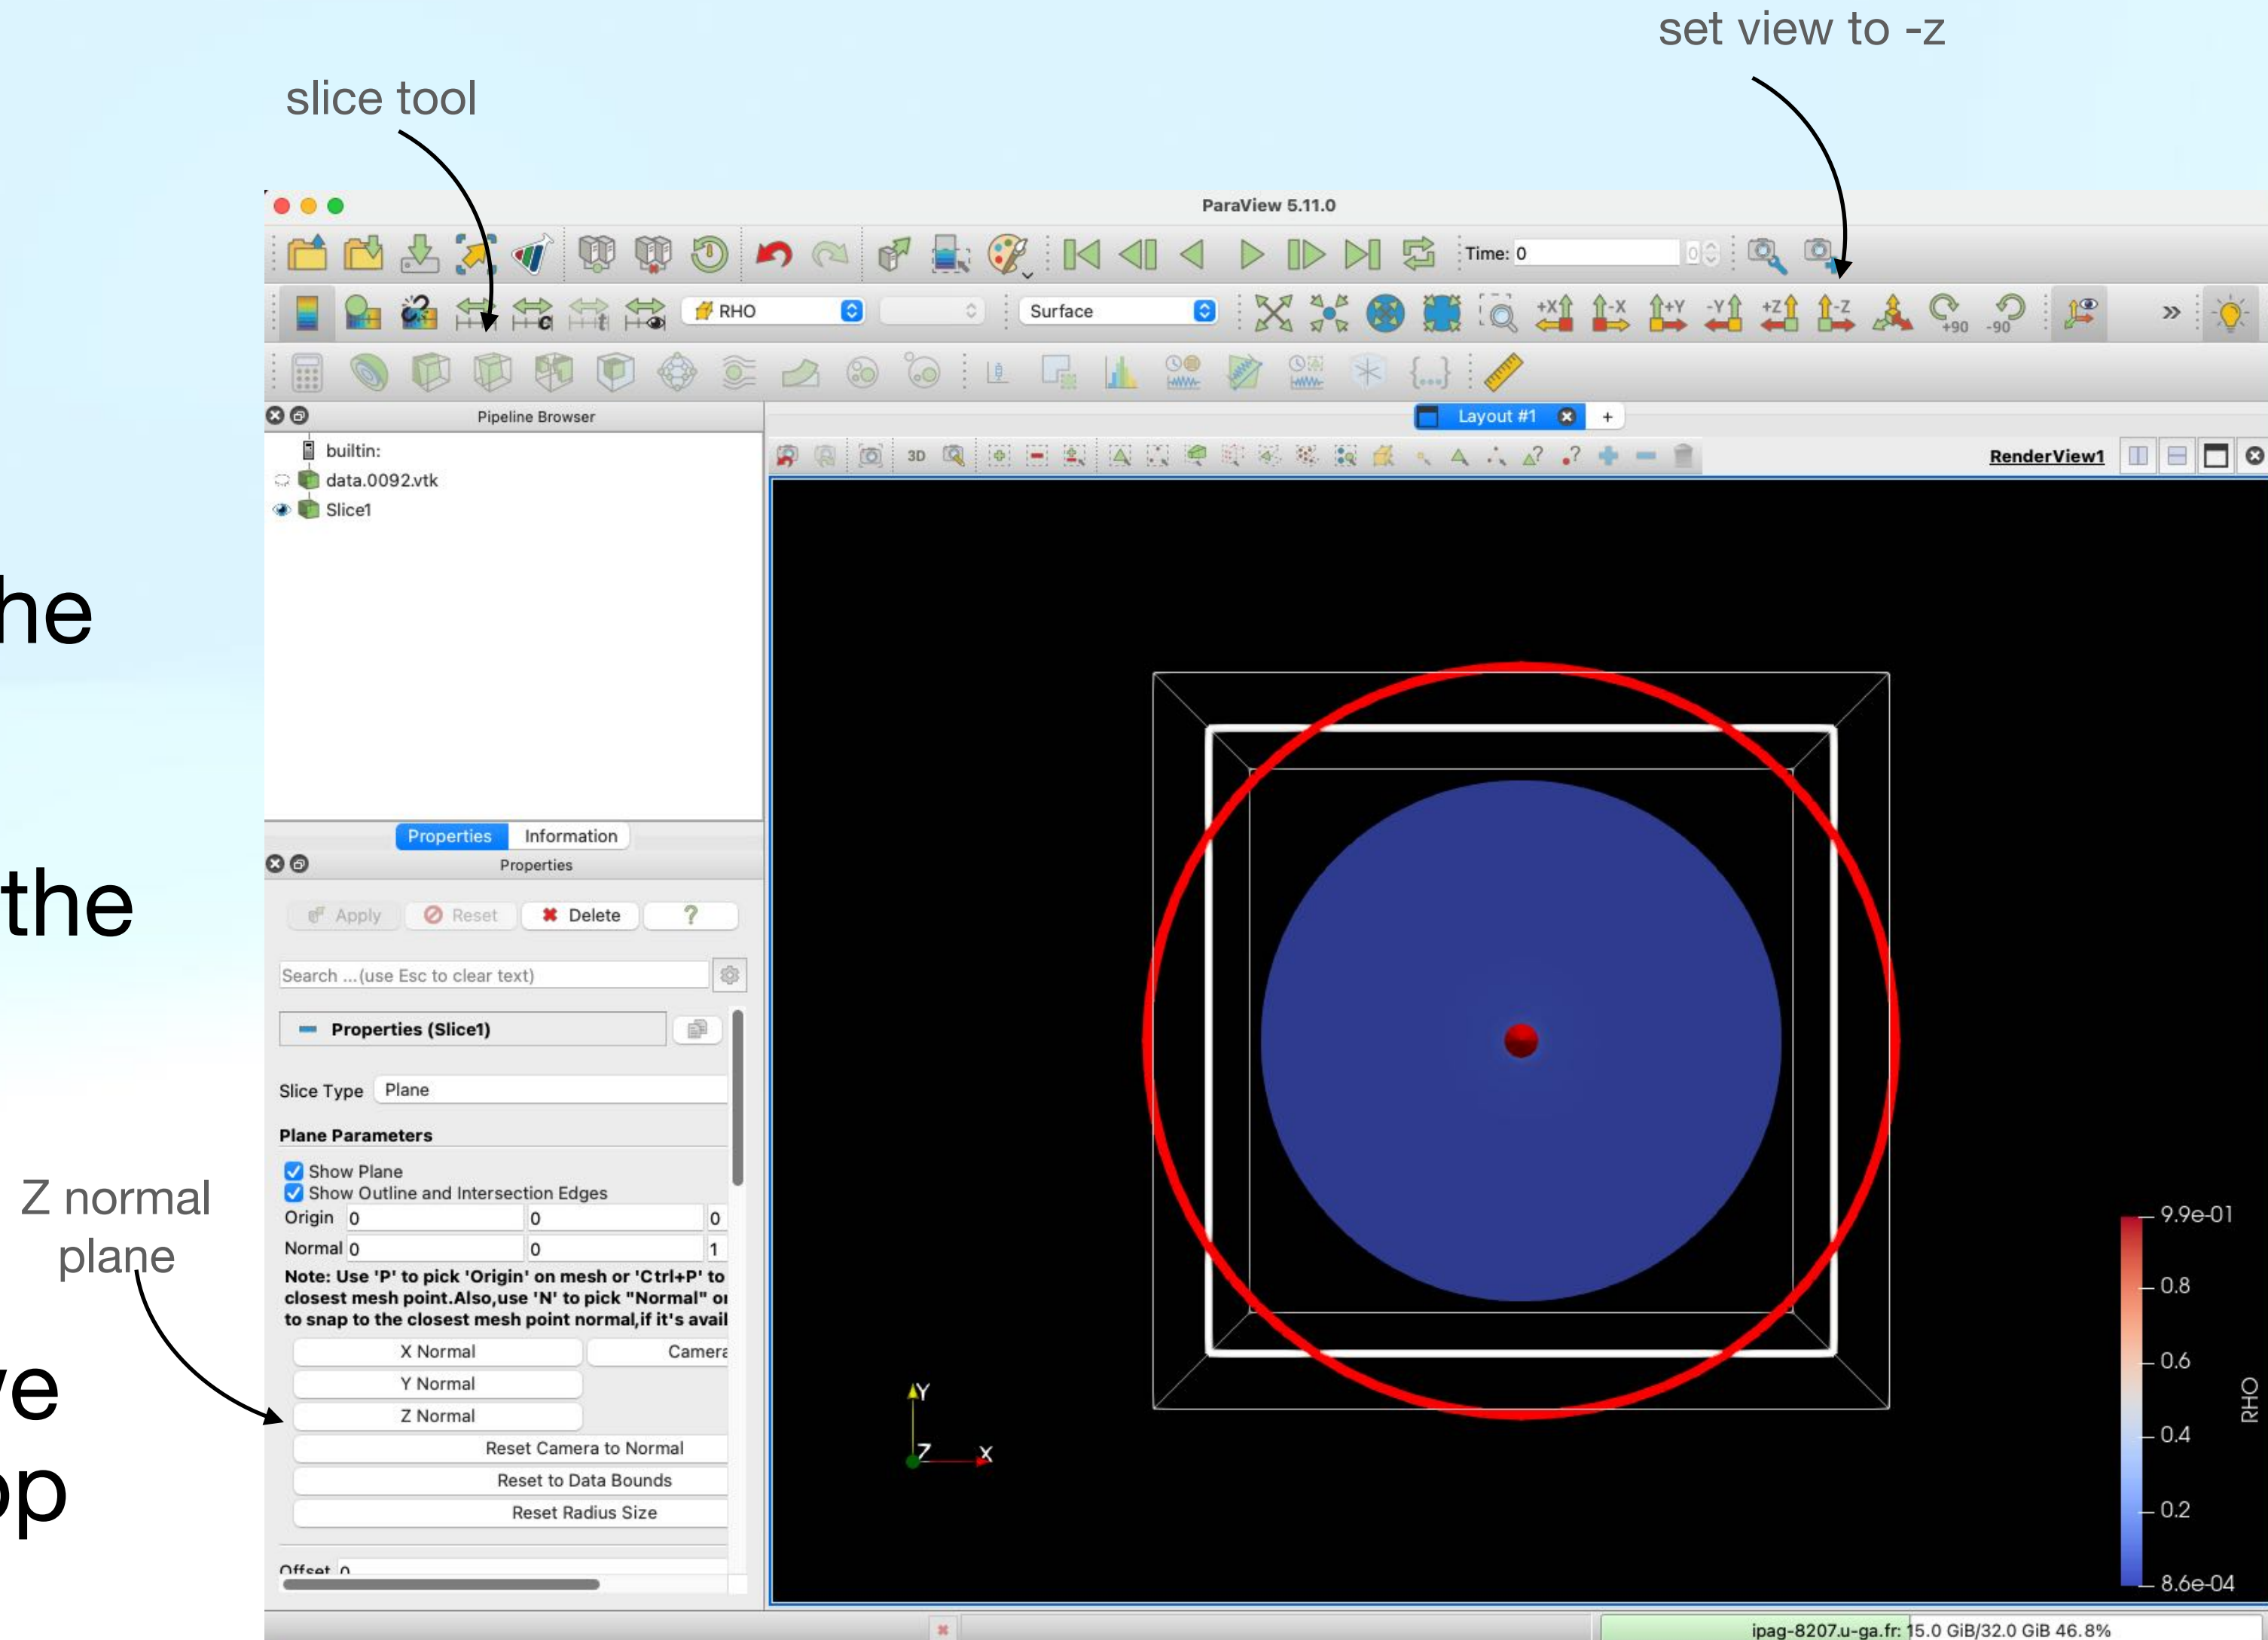 set view to -z
slice tool
ParaView 5.11.0
Time: 0
0
RHO
Surface
+X
-X
+Y
-Y
+Z
-Z
+90
-90
»
c
t
{...}
Pipeline Browser
Layout #1
+
builtin:
data.0092.vtk
Slice1
3D
RenderView1
he
the
ve
op
Properties
Information
Properties
Apply
Reset
Delete
?
Search ...(use Esc to clear text)
Properties (Slice1)
Slice Type Plane
Plane Parameters
Show Plane
Show Outline and Intersection Edges
Origin 0 0 0
Normal 0 0 1
Note: Use 'P' to pick 'Origin' on mesh or 'Ctrl+P' to
closest mesh point.Also,use 'N' to pick "Normal" or
to snap to the closest mesh point normal,if it's avail
X Normal
Camera
Y Normal
Z Normal
Reset Camera to Normal
Reset to Data Bounds
Reset Radius Size
Offset 0
Z normal
plane
Y
Z
X
9.9e-01
0.8
0.6
0.4
0.2
8.6e-04
RHO
ipag-8207.u-ga.fr: 15.0 GiB/32.0 GiB 46.8%